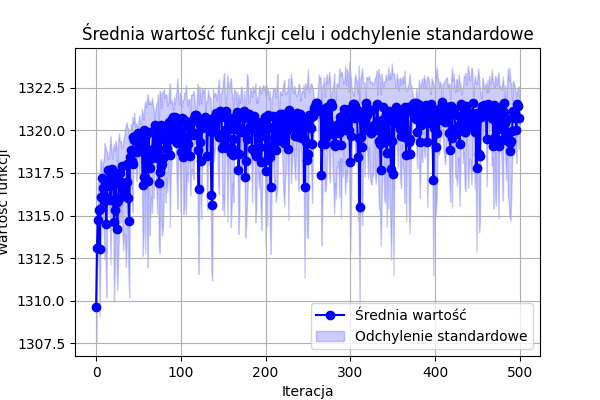 Średnia wartość funkcji celu i odchylenie standardowe
Wartość funkcji
1322.5
1320.0
1317.5
1315.0
1312.5
1310.0
1307.5
0 100 200 300 400 500
Iteracja
Średnia wartość
Odchylenie standardowe